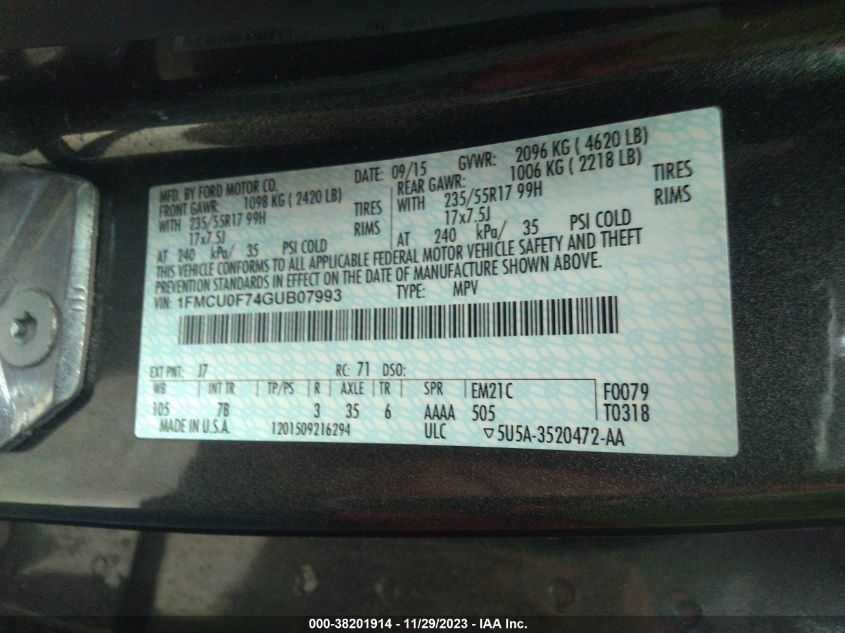 MFD. BY FORD MOTOR CO.
DATE: 09/15 GVWR: 2096 KG ( 4620 LB)
FRONT GAWR: 1098 KG ( 2420 LB) REAR GAWR: 1006 KG ( 2218 LB)
WITH 235/55R17 99H TIRES WITH 235/55R17 99H TIRES
17x7.5J RIMS 17x7.5J RIMS
AT 240 kPa/ 35 PSI COLD AT 240 kPa/ 35 PSI COLD
THIS VEHICLE CONFORMS TO ALL APPLICABLE FEDERAL MOTOR VEHICLE SAFETY AND THEFT
PREVENTION STANDARDS IN EFFECT ON THE DATE OF MANUFACTURE SHOWN ABOVE.
VIN: 1FMCU0F74GUB07993 TYPE: MPV
EXT PNT: J7 RC: 71 DSO:
WB INT TR TP/PS R AXLE TR SPR EM21C F0079
105 7B 3 35 6 AAAA 505 T0318
MADE IN U.S.A. 1201509216294 ULC ▽5U5A-3520472-AA
000-38201914 - 11/29/2023 - IAA Inc.